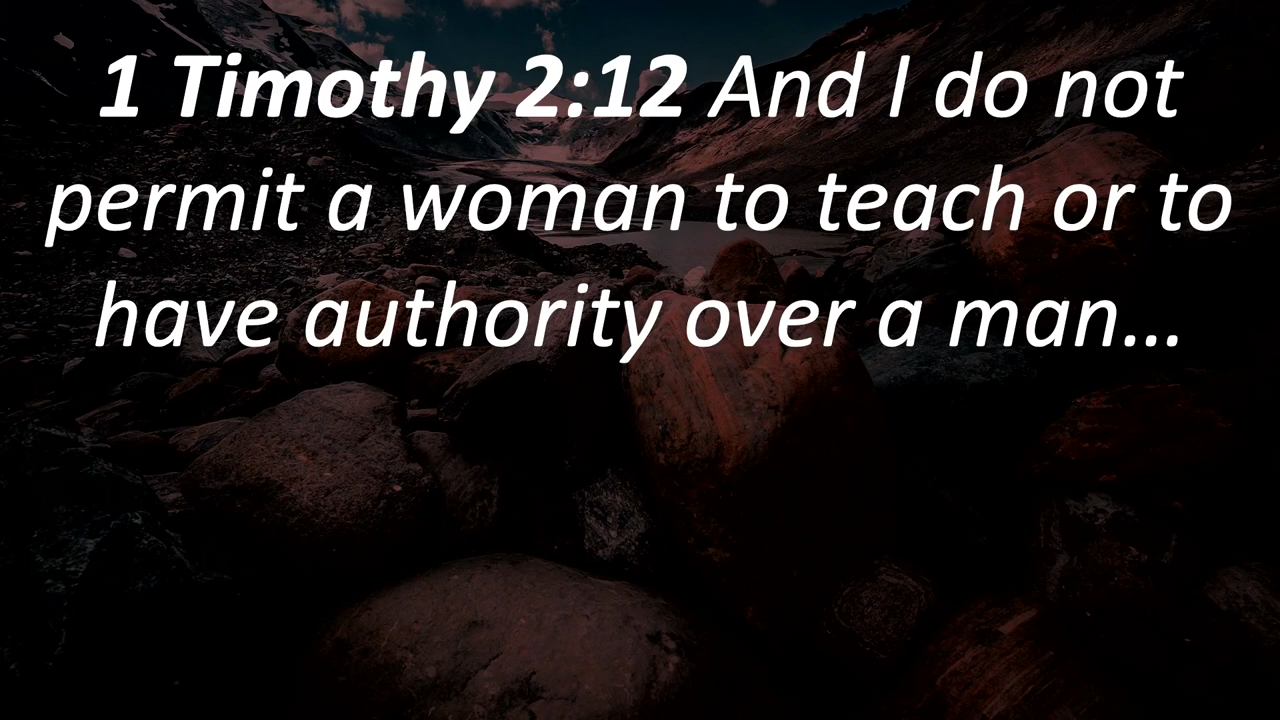 1 Timothy 2:12 And I do not
permit a woman to teach or to
have authority over a man…